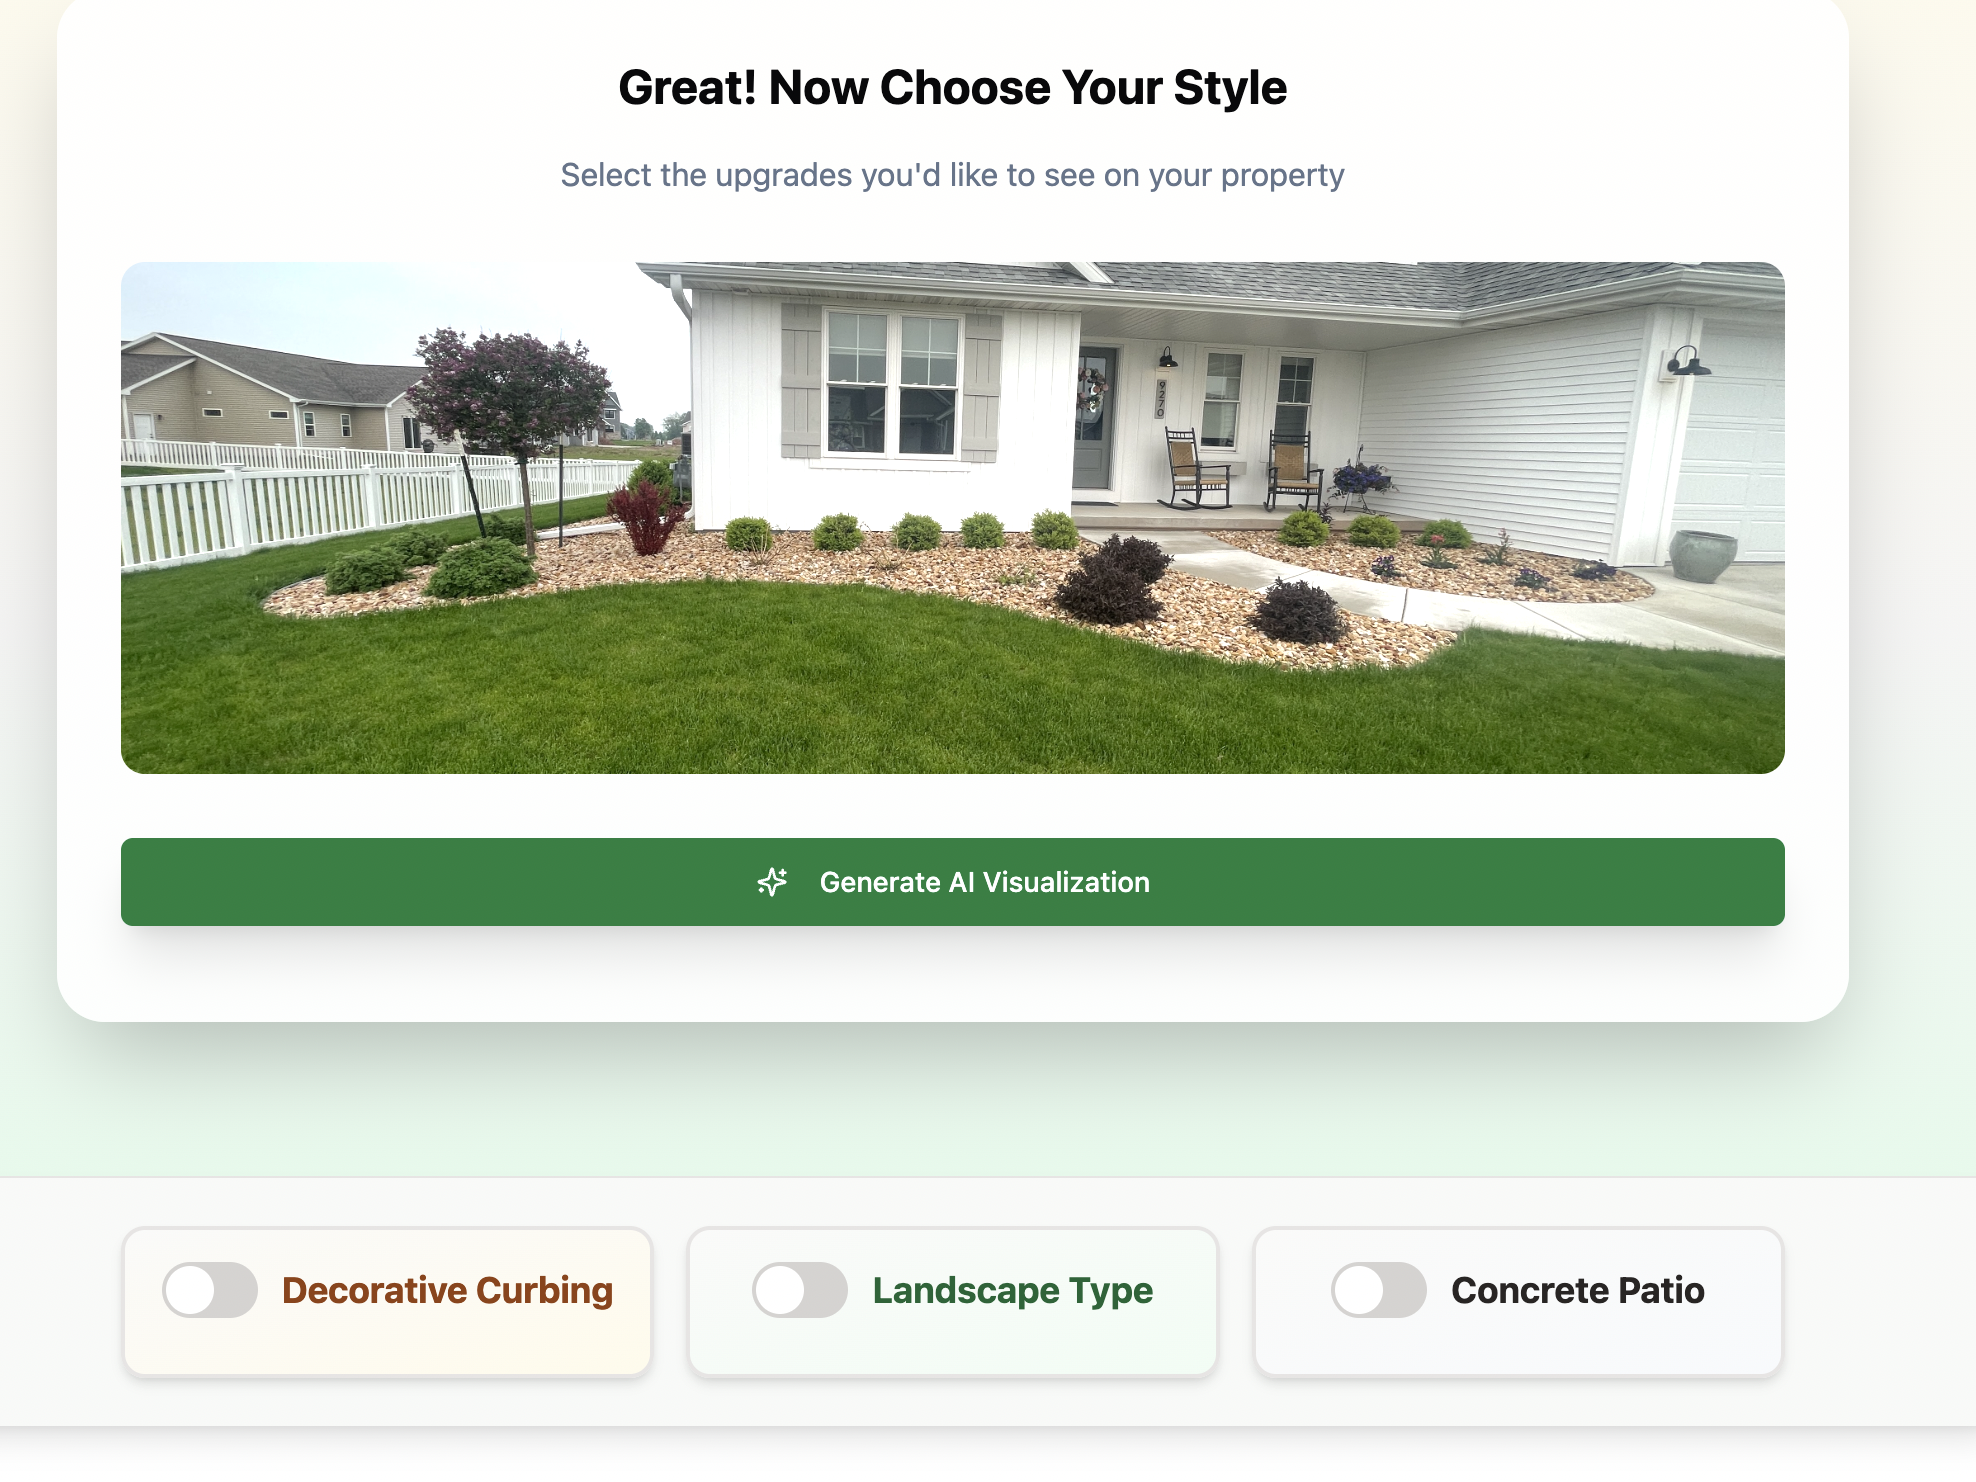 Great! Now Choose Your Style
Select the upgrades you'd like to see on your property
9270
Generate AI Visualization
Decorative Curbing
Landscape Type
Concrete Patio